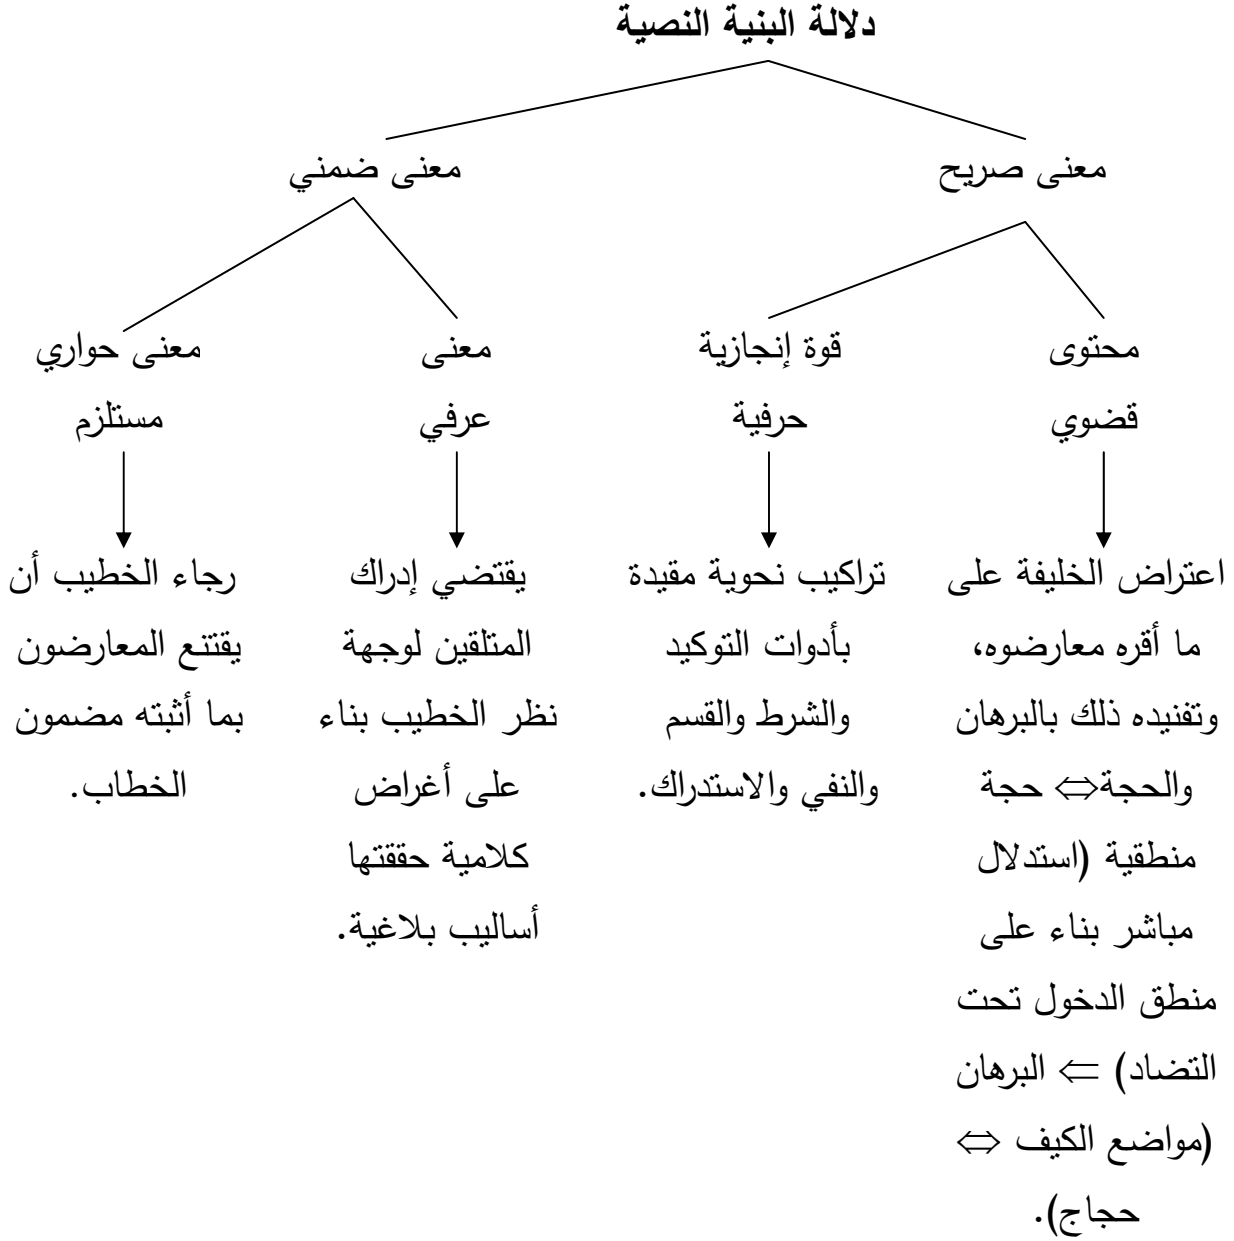 دلالة البنية النصية
معنى صريح
معنى ضمني
محتوى
قضوي
قوة إنجازية
حرفية
معنى
عرفي
معنى حواري
مستلزم
اعتراض الخليفة على
ما أقره معارضوه،
وتفنيده ذلك بالبرهان
والحجة⇔ حجة
منطقية (استدلال
مباشر بناء على
منطق الدخول تحت
التضاد) ⇐ البرهان
(مواضع الكيف ⇔
حجاج).
تراكيب نحوية مقيدة
بأدوات التوكيد
والشرط والقسم
والنفي والاستدراك.
يقتضي إدراك
المتلقين لوجهة
نظر الخطيب بناء
على أغراض
كلامية حققتها
أساليب بلاغية.
رجاء الخطيب أن
يقتنع المعارضون
بما أثبته مضمون
الخطاب.